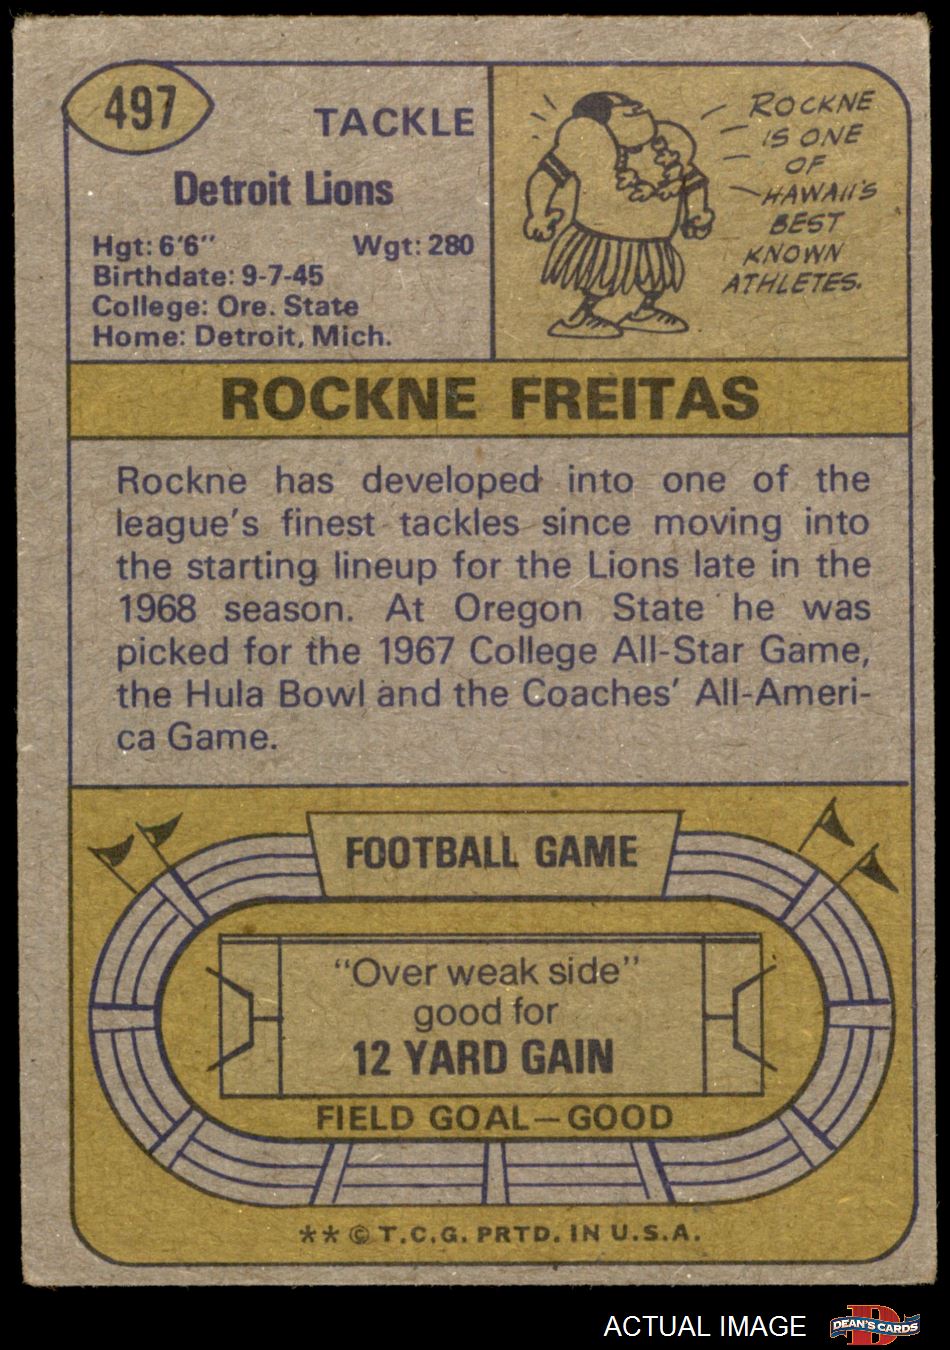 497
TACKLE
Detroit Lions
Hgt: 6'6" Wgt: 280
Birthdate: 9-7-45
College: Ore. State
Home: Detroit, Mich.
ROCKNE
IS ONE
OF
HAWAII'S
BEST
KNOWN
ATHLETES.
ROCKNE FREITAS
Rockne has developed into one of the
league's finest tackles since moving into
the starting lineup for the Lions late in the
1968 season. At Oregon State he was
picked for the 1967 College All-Star Game,
the Hula Bowl and the Coaches' All-Ameri-
ca Game.
FOOTBALL GAME
"Over weak side"
good for
12 YARD GAIN
FIELD GOAL—GOOD
** © T.C.G. PRTD. IN U.S.A.
ACTUAL IMAGE
D
DEAN'S CARDS